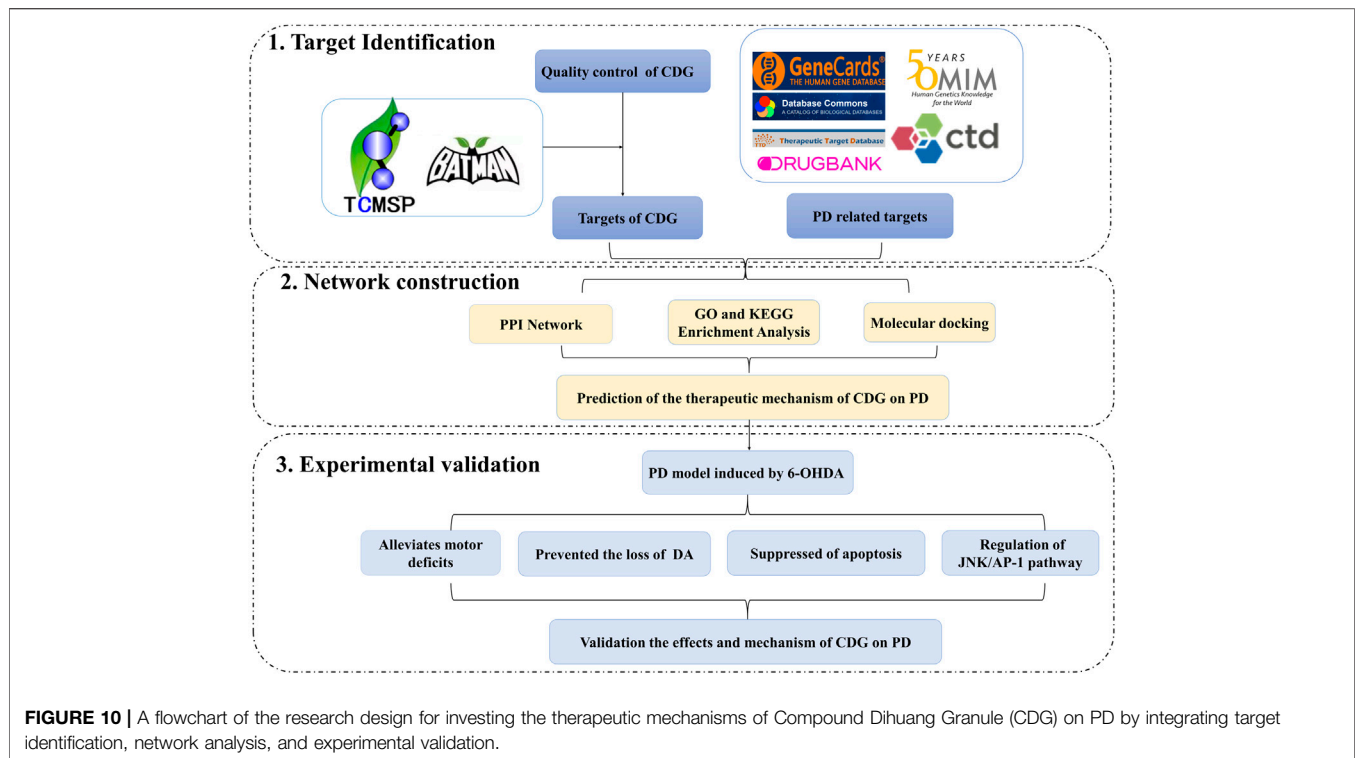 1. Target Identification
Quality control of CDG
TCMSP
BATMAN
Targets of CDG
GeneCards®
THE HUMAN GENE DATABASE
Database Commons
A CATALOG OF BIOLOGICAL DATABASES
TTD Therapeutic Target Database
DRUGBANK
50 YEARS
OMIM
Human Genetics Knowledge
for the World
ctd
PD related targets
2. Network construction
PPI Network
GO and KEGG
Enrichment Analysis
Molecular docking
Prediction of the therapeutic mechanism of CDG on PD
3. Experimental validation
PD model induced by 6-OHDA
Alleviates motor
deficits
Prevented the loss of DA
Suppressed of apoptosis
Regulation of
JNK/AP-1 pathway
Validation the effects and mechanism of CDG on PD
FIGURE 10 | A flowchart of the research design for investing the therapeutic mechanisms of Compound Dihuang Granule (CDG) on PD by integrating target
identification, network analysis, and experimental validation.